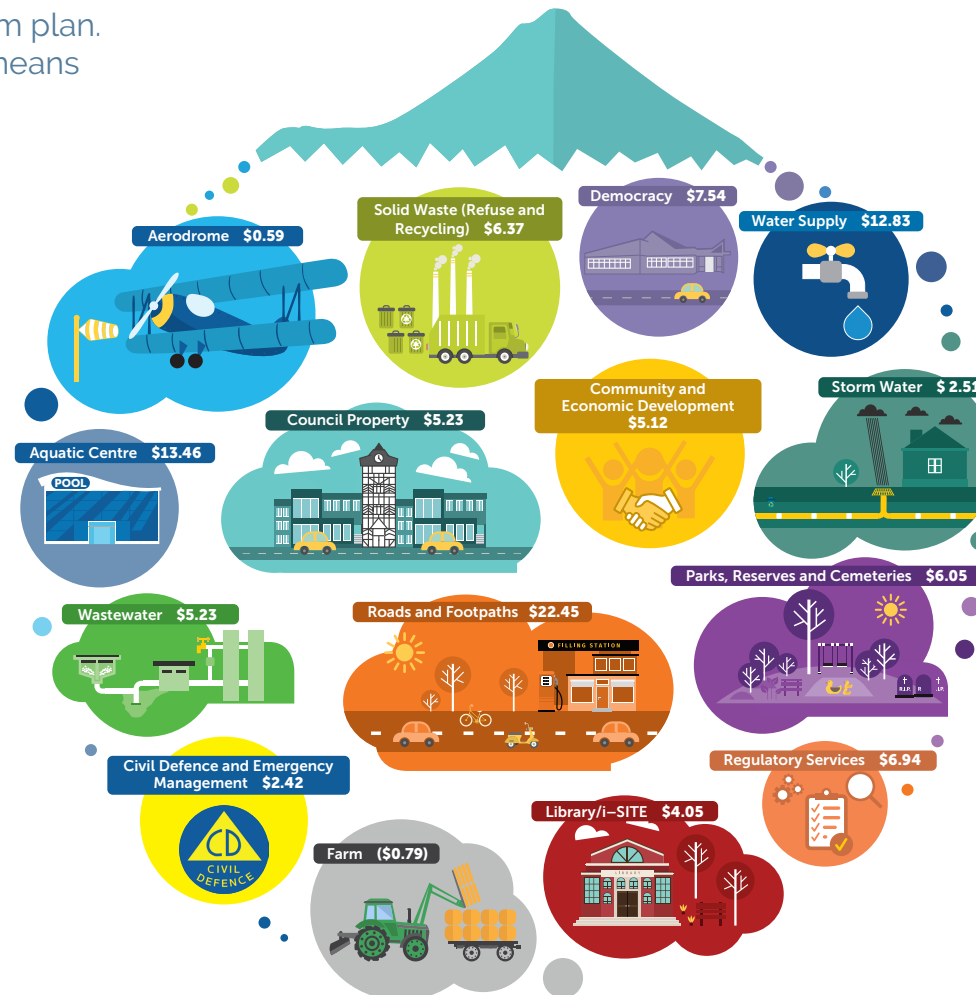 m plan.
neans
Aerodrome $0.59
Solid Waste (Refuse and
Recycling) $6.37
Democracy $7.54
Water Supply $12.83
Community and
Economic Development
$5.12
Storm Water $ 2.51
Council Property $5.23
Aquatic Centre $13.46
POOL
Parks, Reserves and Cemeteries $6.05
R.I.P.
R
.I.P.
Wastewater $5.23
Roads and Footpaths $22.45
FILLING STATION
Civil Defence and Emergency
Management $2.42
CD
CIVIL
DEFENCE
Regulatory Services $6.94
Library/i–SITE $4.05
LIBRARY
Farm ($0.79)